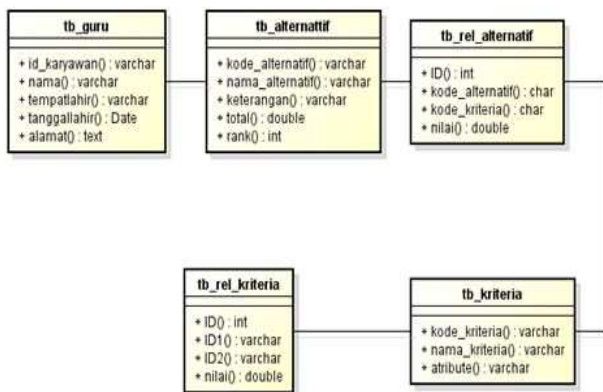 tb_guru
+ id_karyawan() : varchar
+ nama() : varchar
+ tempatlahir() : varchar
+ tanggallahir() : Date
+ alamat() : text
tb_alternattif
+ kode_alternatif() : varchar
+ nama_alternatif() : varchar
+ keterangan() : varchar
+ total() : double
+ rank() : int
tb_rel_alternatif
+ ID() : int
+ kode_alternatif() : char
+ kode_kriteria() : char
+ nilai() : double
tb_rel_kriteria
+ ID() : int
+ ID1() : varchar
+ ID2() : varchar
+ nilai() : double
tb_kriteria
+ kode_kriteria() : varchar
+ nama_kriteria() : varchar
+ atribute() : varchar